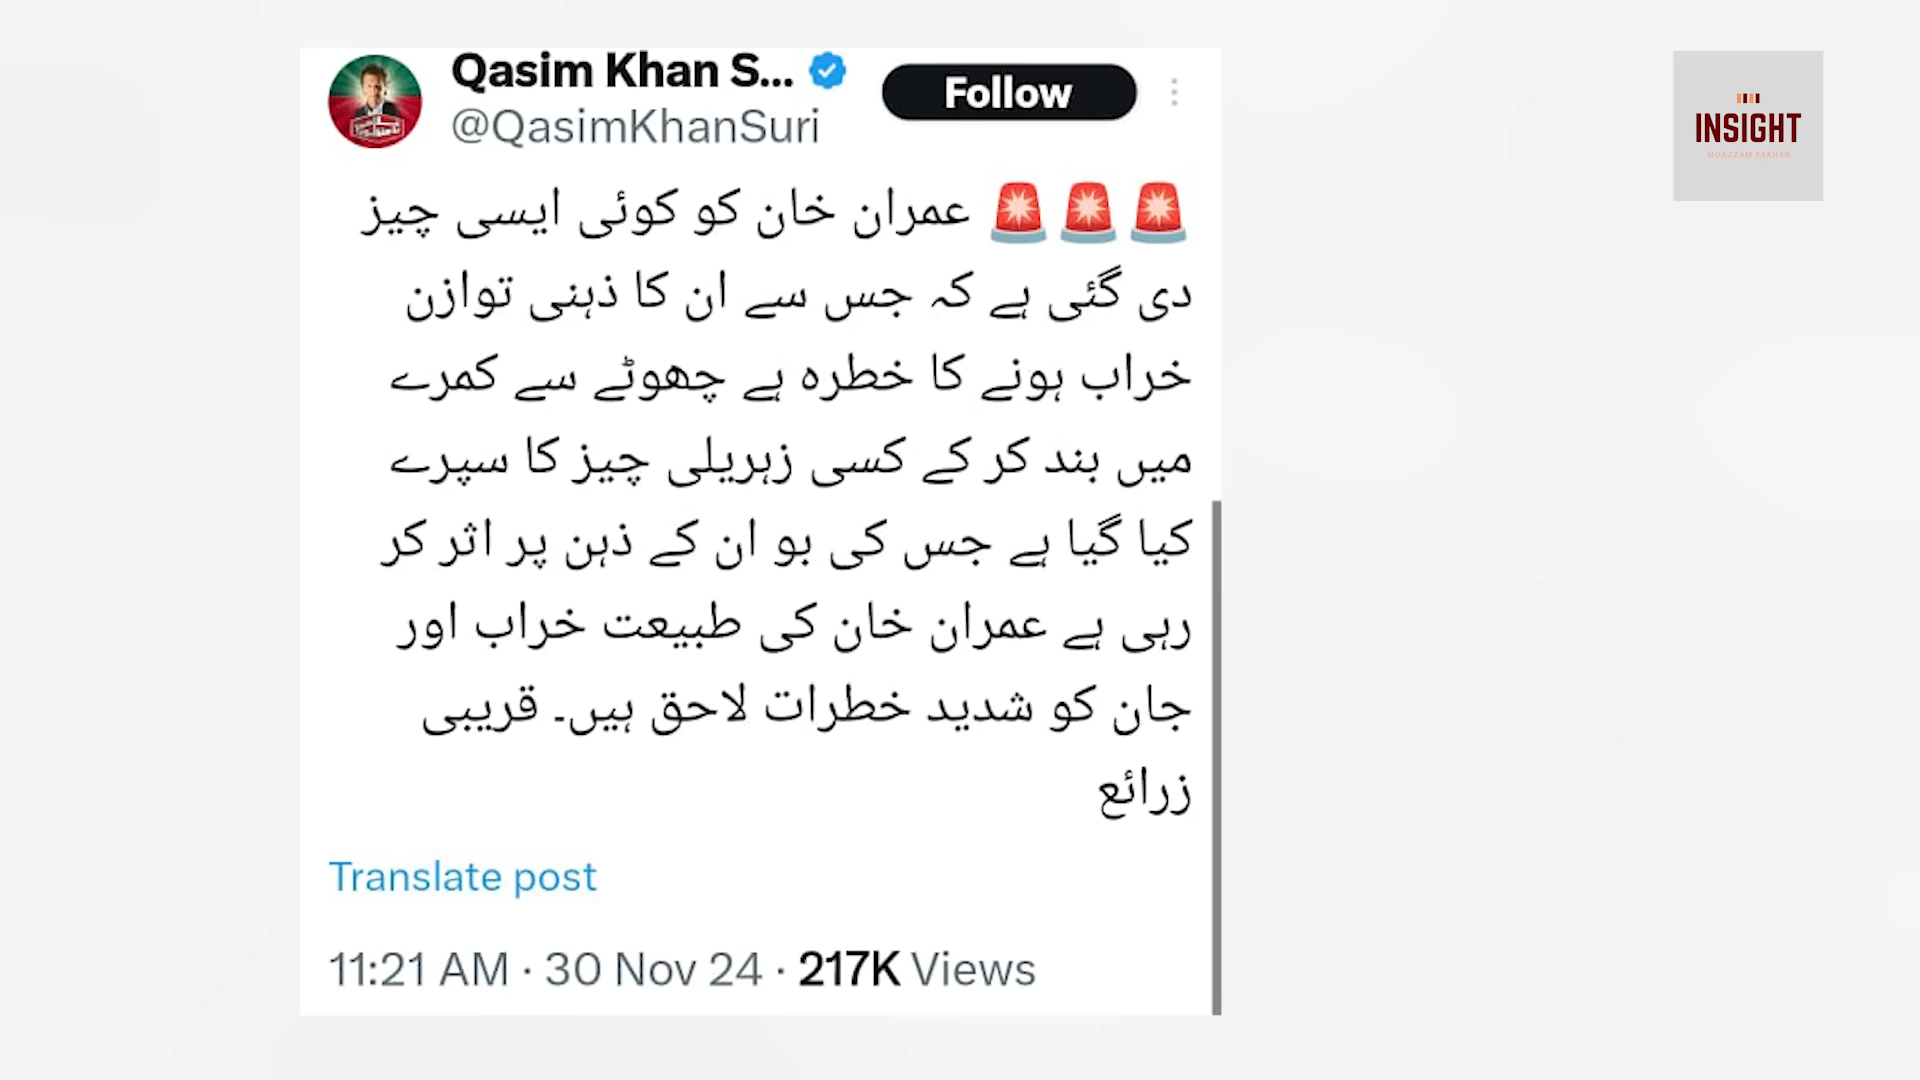 Qasim Khan S...
@QasimKhanSuri
Follow
🚨🚨🚨 عمران خان کو کوئی ایسی چیز
دی گئی ہے کہ جس سے ان کا ذہنی توازن
خراب ہونے کا خطرہ ہے چھوٹے سے کمرے
میں بند کر کے کسی زہریلی چیز کا سپرے
کیا گیا ہے جس کی بو ان کے ذہن پر اثر کر
رہی ہے عمران خان کی طبیعت خراب اور
جان کو شدید خطرات لاحق ہیں۔ قریبی
زرائع
Translate post
11:21 AM · 30 Nov 24 · 217K Views
INSIGHT
MOAZZAM FAKHAR